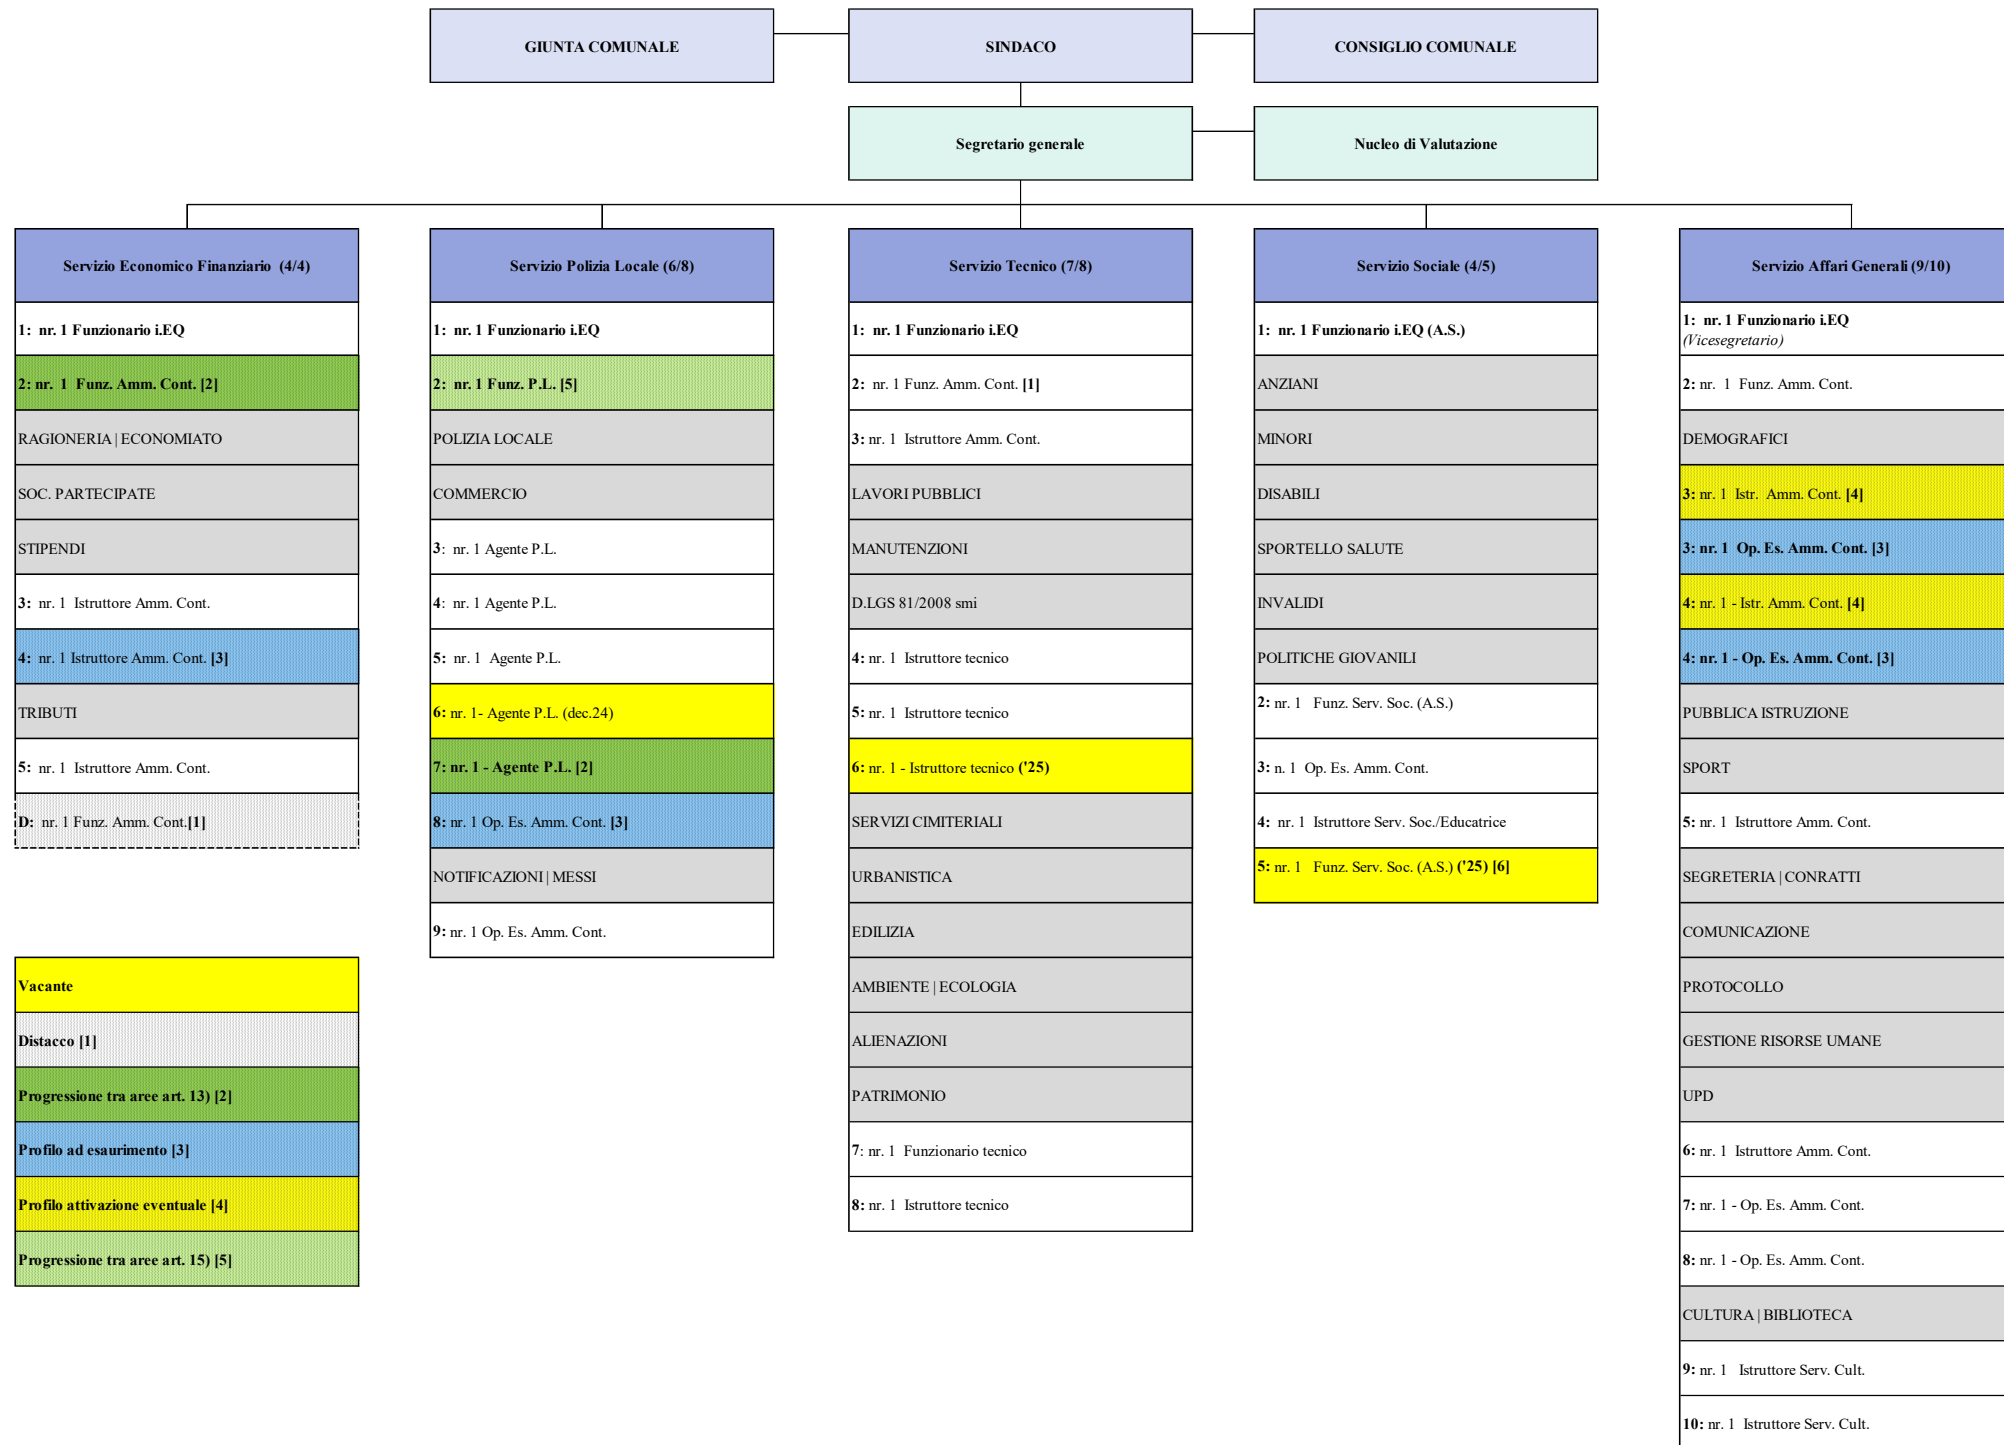 GIUNTA COMUNALE
SINDACO
CONSIGLIO COMUNALE
Segretario generale
Nucleo di Valutazione
Servizio Economico Finanziario (4/4)
1: nr. 1 Funzionario i.EQ
2: nr. 1 Funz. Amm. Cont. [2]
RAGIONERIA | ECONOMIATO
SOC. PARTECIPATE
STIPENDI
3: nr. 1 Istruttore Amm. Cont.
4: nr. 1 Istruttore Amm. Cont. [3]
TRIBUTI
5: nr. 1 Istruttore Amm. Cont.
D: nr. 1 Funz. Amm. Cont.[1]
Vacante
Distacco [1]
Progressione tra aree art. 13) [2]
Profilo ad esaurimento [3]
Profilo attivazione eventuale [4]
Progressione tra aree art. 15) [5]
Servizio Polizia Locale (6/8)
1: nr. 1 Funzionario i.EQ
2: nr. 1 Funz. P.L. [5]
POLIZIA LOCALE
COMMERCIO
3: nr. 1 Agente P.L.
4: nr. 1 Agente P.L.
5: nr. 1 Agente P.L.
6: nr. 1- Agente P.L. (dec.24)
7: nr. 1 - Agente P.L. [2]
8: nr. 1 Op. Es. Amm. Cont. [3]
NOTIFICAZIONI | MESSI
9: nr. 1 Op. Es. Amm. Cont.
Servizio Tecnico (7/8)
1: nr. 1 Funzionario i.EQ
2: nr. 1 Funz. Amm. Cont. [1]
3: nr. 1 Istruttore Amm. Cont.
LAVORI PUBBLICI
MANUTENZIONI
D.LGS 81/2008 smi
4: nr. 1 Istruttore tecnico
5: nr. 1 Istruttore tecnico
6: nr. 1 - Istruttore tecnico ('25)
SERVIZI CIMITERIALI
URBANISTICA
EDILIZIA
AMBIENTE | ECOLOGIA
ALIENAZIONI
PATRIMONIO
7: nr. 1 Funzionario tecnico
8: nr. 1 Istruttore tecnico
Servizio Sociale (4/5)
1: nr. 1 Funzionario i.EQ (A.S.)
ANZIANI
MINORI
DISABILI
SPORTELLO SALUTE
INVALIDI
POLITICHE GIOVANILI
2: nr. 1 Funz. Serv. Soc. (A.S.)
3: n. 1 Op. Es. Amm. Cont.
4: nr. 1 Istruttore Serv. Soc./Educatrice
5: nr. 1 Funz. Serv. Soc. (A.S.) ('25) [6]
Servizio Affari Generali (9/10)
1: nr. 1 Funzionario i.EQ
(Vicesegretario)
2: nr. 1 Funz. Amm. Cont.
DEMOGRAFICI
3: nr. 1 Istr. Amm. Cont. [4]
3: nr. 1 Op. Es. Amm. Cont. [3]
4: nr. 1 - Istr. Amm. Cont. [4]
4: nr. 1 - Op. Es. Amm. Cont. [3]
PUBBLICA ISTRUZIONE
SPORT
5: nr. 1 Istruttore Amm. Cont.
SEGRETERIA | CONRATTI
COMUNICAZIONE
PROTOCOLLO
GESTIONE RISORSE UMANE
UPD
6: nr. 1 Istruttore Amm. Cont.
7: nr. 1 - Op. Es. Amm. Cont.
8: nr. 1 - Op. Es. Amm. Cont.
CULTURA | BIBLIOTECA
9: nr. 1 Istruttore Serv. Cult.
10: nr. 1 Istruttore Serv. Cult.